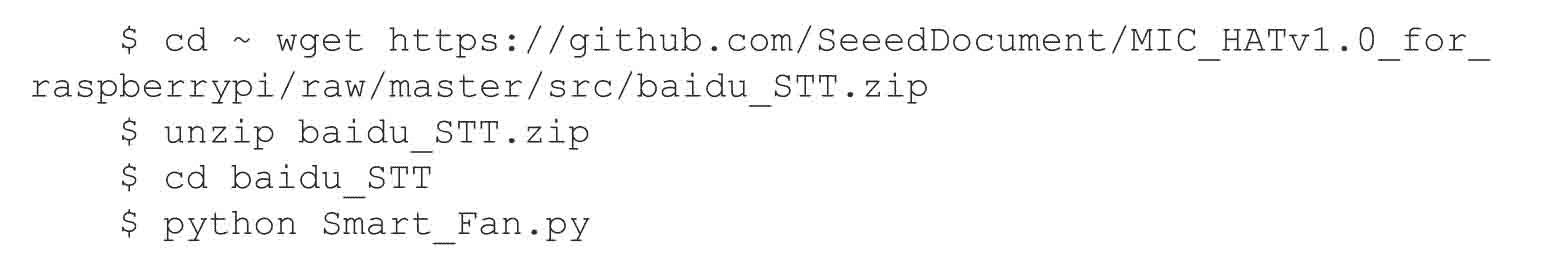 $ cd ~ wget https://github.com/SeeedDocument/MIC_HATv1.0_for_
raspberrypi/raw/master/src/baidu_STT.zip
$ unzip baidu_STT.zip
$ cd baidu_STT
$ python Smart_Fan.py